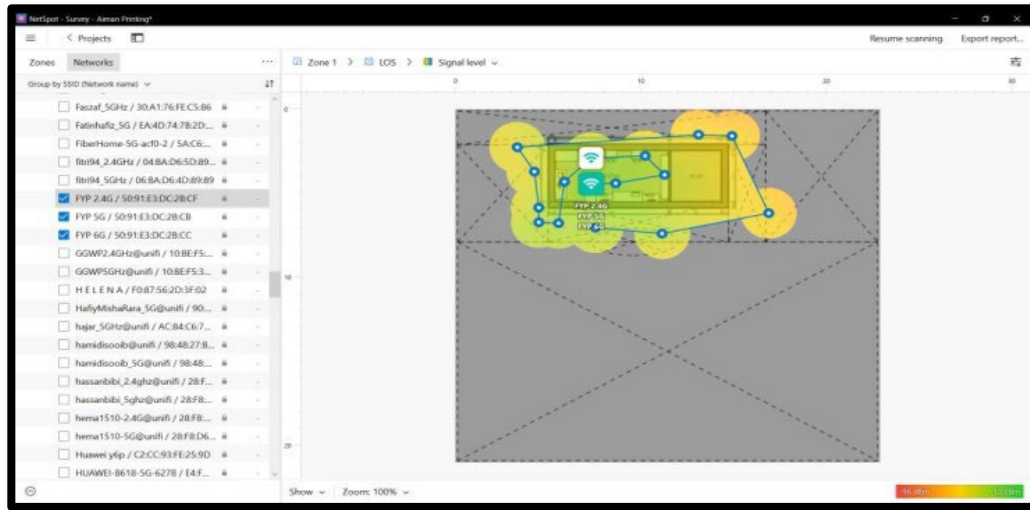 NetSpot - Survey - Aiman Printing*
Projects
Resume scanning Export report...
Zones Networks ...
Zone 1 > LOS > Signal level
Group by SSID (Network name)
0 10 20 30
Faszaf_5GHz / 30:A1:76:FE:C5:B6 -
0
Fatinhafiz_5G / EA:4D:74:78:2D:... -
FiberHome-5G-acf0-2 / 5A:C6:... -
fitri94_2.4GHz / 04:BA:D6:5D:89... -
fitri94_5GHz / 06:BA:D6:4D:89:89 -
FYP 2.4G / 50:91:E3:DC:2B:CF -
FYP 5G / 50:91:E3:DC:2B:CB -
FYP 6G / 50:91:E3:DC:2B:CC -
FYP 2.4G
FYP 5G
FYP 6G
GGWP2.4GHz@unifi / 10:BE:F5:... -
GGWP5GHz@unifi / 10:BE:F5:3... -
10
H E L E N A / F0:87:56:2D:3F:02 -
HafiyMishaRara_5G@unifi / 90:... -
hajar_5GHz@unifi / AC:84:C6:7... -
hamidisooib@unifi / 98:48:27:B... -
hamidisooib_5G@unifi / 98:48:... -
hassanbibi_2.4ghz@unifi / 28:F... -
hassanbibi_5ghz@unifi / 28:F8:... -
hema1510-2.4G@unifi / 28:F8:... -
hema1510-5G@unifi / 28:F8:D6... -
20
Huawei y6p / C2:CC:93:FE:25:9D -
HUAWEI-8618-5G-6278 / E4:F... -
Show Zoom: 100%
-96 dBm -10 dBm